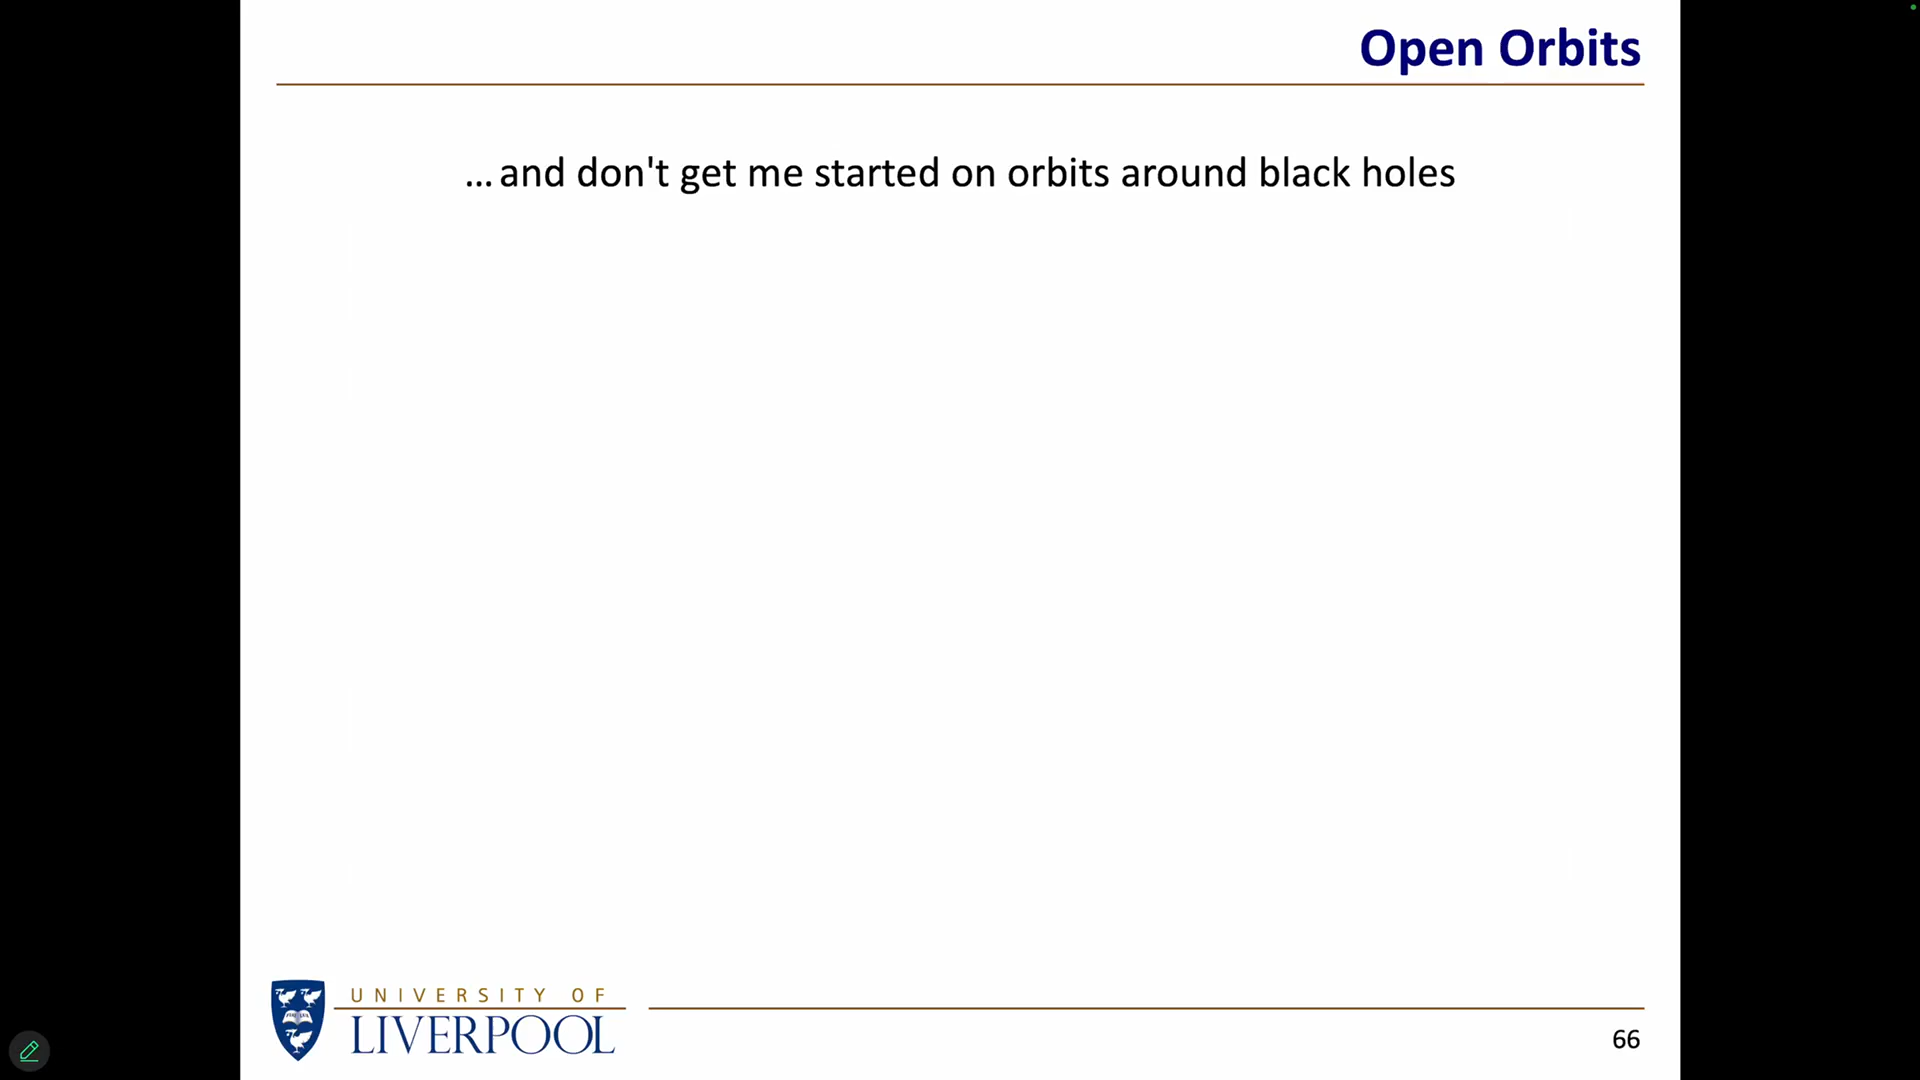 Open Orbits
... and don't get me started on orbits around black holes
UNIVERSITY OF
LIVERPOOL
66